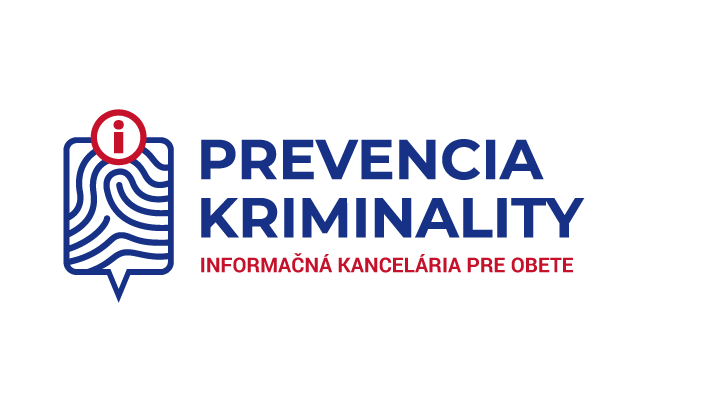 i
PREVENCIA
KRIMINALITY
INFORMAČNÁ KANCELÁRIA PRE OBETE